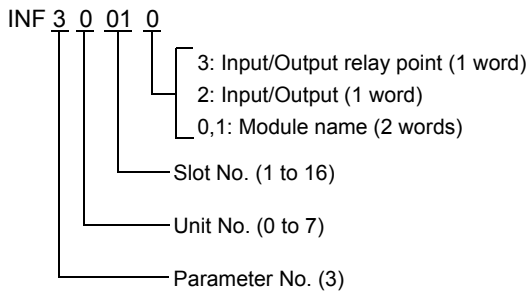 INF 3 0 01 0
3: Input/Output relay point (1 word)
2: Input/Output (1 word)
0,1: Module name (2 words)
Slot No. (1 to 16)
Unit No. (0 to 7)
Parameter No. (3)